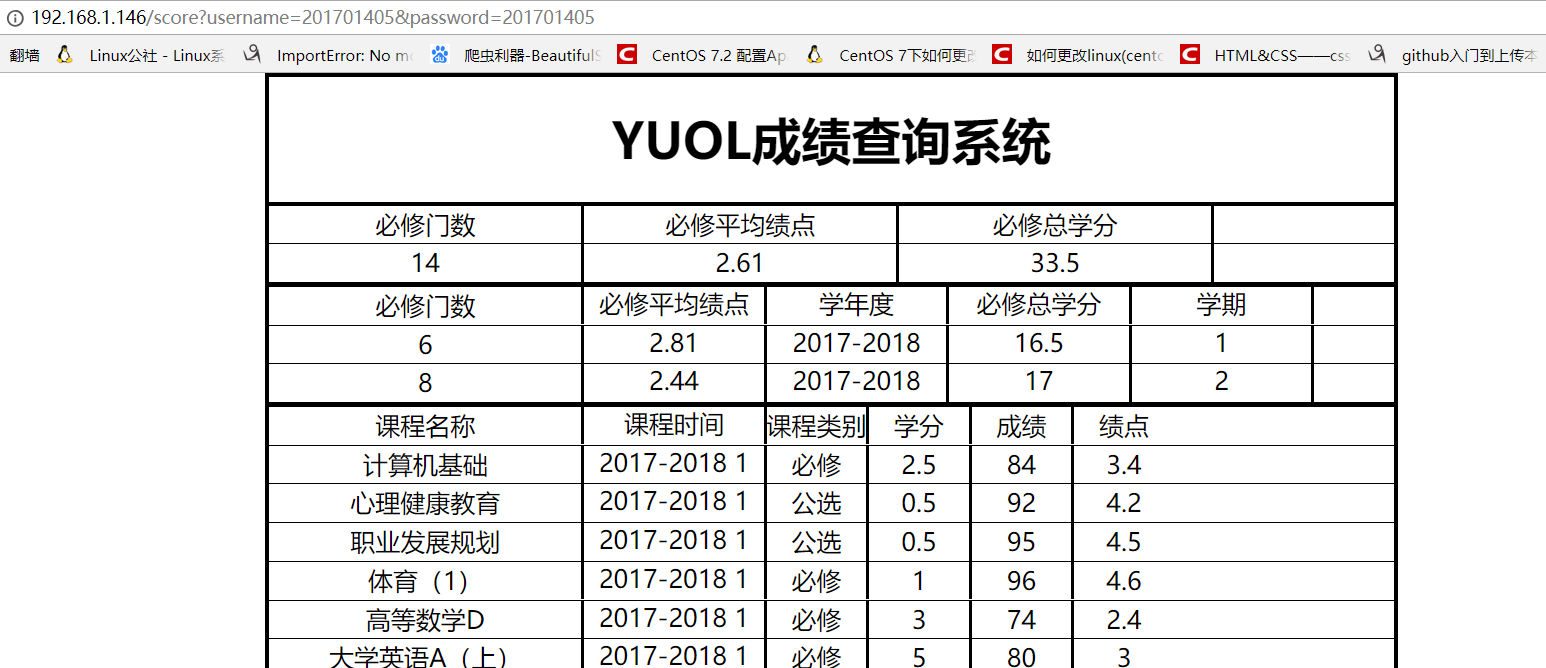 192.168.1.146/score?username=201701405&password=201701405
翻墙 Linux公社 - Linux系 ImportError: No mo 爬虫利器-BeautifulS CentOS 7.2 配置Ap CentOS 7下如何更改 如何更改linux(cento HTML&CSS——css github入门到上传本
YUOL成绩查询系统
必修门数 必修平均绩点 必修总学分
14 2.61 33.5
必修门数 必修平均绩点 学年度 必修总学分 学期
6 2.81 2017-2018 16.5 1
8 2.44 2017-2018 17 2
课程名称 课程时间 课程类别 学分 成绩 绩点
计算机基础 2017-2018 1 必修 2.5 84 3.4
心理健康教育 2017-2018 1 公选 0.5 92 4.2
职业发展规划 2017-2018 1 公选 0.5 95 4.5
体育（1） 2017-2018 1 必修 1 96 4.6
高等数学D 2017-2018 1 必修 3 74 2.4
大学英语A（上） 2017-2018 1 必修 5 80 3